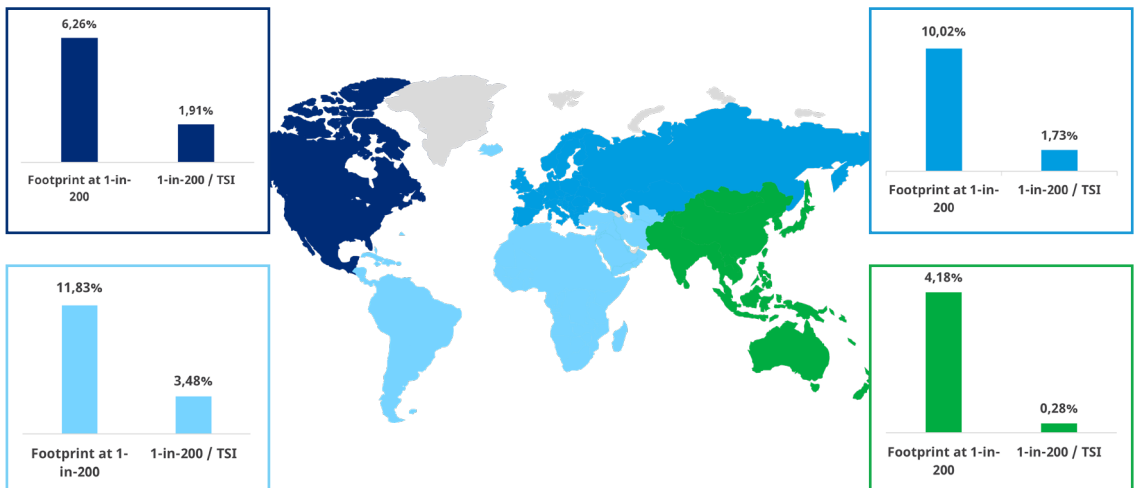 6,26%
1,91%
Footprint at 1-in-
200
1-in-200 / TSI
10,02%
1,73%
Footprint at 1-in-
200
1-in-200 / TSI
11,83%
3,48%
Footprint at 1-
in-200
1-in-200 / TSI
4,18%
0,28%
Footprint at 1-in-
200
1-in-200 / TSI